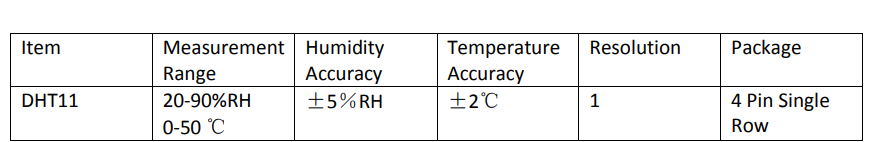 Item Measurement Range Humidity Accuracy Temperature Accuracy Resolution Package
DHT11 20-90%RH 0-50 ℃ ±5%RH ±2℃ 1 4 Pin Single Row